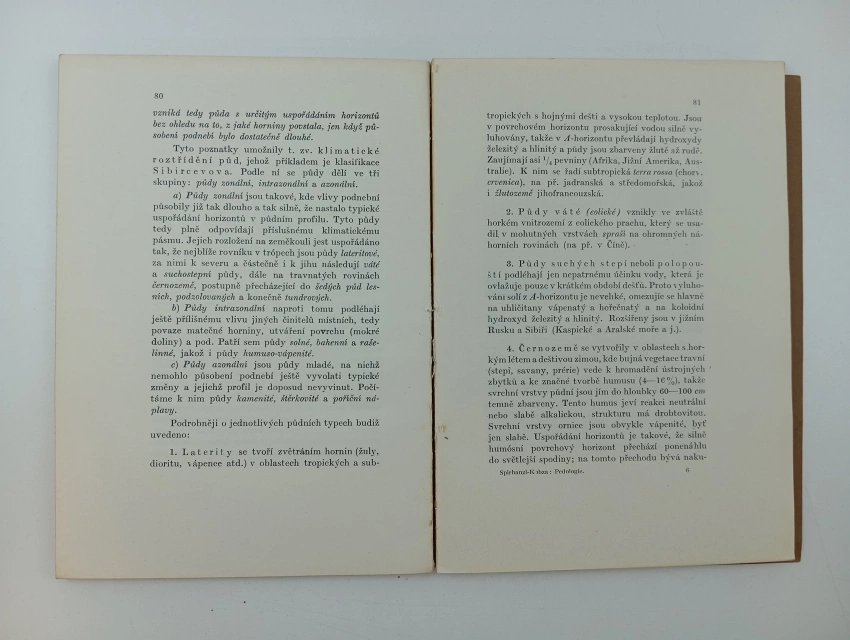 80
vzniká tedy půda s určitým uspořádáním horizontů
bez ohledu na to, z jaké horniny povstala, jen když pů-
sobení podnebí bylo dostatečně dlouhé.
Tyto poznatky umožnily t. zv. klimatické
roztřídění půd, jehož příkladem je klasifikace
Sibircevova. Podle ní se půdy dělí ve tři
skupiny: půdy zonální, intrazonální a azonální.
a) Půdy zonální jsou takové, kde vlivy podnební
působily již tak dlouho a tak silně, že nastalo typické
uspořádání horizontů v půdním profilu. Tyto půdy
tedy plně odpovídají příslušnému klimatickému
pásmu. Jejich rozložení na zeměkouli jest uspořádáno
tak, že nejblíže rovníku v trópech jsou půdy lateritové,
za nimi k severu a částečně i k jihu následují váté
a suchostepní půdy, dále na travnatých rovinách
černozemě, postupně přecházející do šedých půd les-
ních, podzolovaných a konečně tundrových.
b) Půdy intrazonální naproti tomu podléhají
ještě přílišnému vlivu jiných činitelů místních, tedy
povaze matečné horniny, utváření povrchu (mokré
doliny) a pod. Patří sem půdy solné, bahenní a raše-
linné, jakož i půdy humuso-vápenité.
c) Půdy azonální jsou půdy mladé, na nichž
nemohlo působení podnebí ještě vyvolati typické
změny a jejichž profil je doposud nevyvinut. Počí-
táme k nim půdy kamenité, štěrkovité a poříční ná-
plavy.
Podrobněji o jednotlivých půdních typech budiž
uvedeno:
1. Laterity se tvoří zvětráním hornin (žuly,
dioritu, vápence atd.) v oblastech tropických a sub-
81
tropických s hojnými dešti a vysokou teplotou. Jsou
v povrchovém horizontu prosakující vodou silně vy-
luhovány, takže v A-horizontu převládají hydroxydy
železitý a hlinitý a půdy jsou zbarveny žlutě až rudě.
Zaujímají asi 1/4 pevniny (Afrika, Jižní Amerika, Aus-
tralie). K nim se řadí subtropická terra rossa (chorv.
crvenica), na př. jadranská a středomořská, jakož
i žlutozemě jihofrancouzská.
2. Půdy váté (eolické) vznikly ve zvláště
horkém vnitrozemí z eolického prachu, který se usa-
dil v mohutných vrstvách spraši na ohromných ná-
horních rovinách (na př. v Číně).
3. Půdy suchých stepí neboli polopou-
ští podléhají jen nepatrnému účinku vody, která je
ovlažuje pouze v krátkém období dešťů. Proto vyluho-
vání solí z A-horizontu je neveliké, omezuje se hlavně
na uhličitany vápenatý a hořečnatý a na koloidní
hydroxyd železitý a hlinitý. Rozšířeny jsou v jižním
Rusku a Sibiři (Kaspické a Aralské moře a j.).
4. Černozemě se vytvořily v oblastech s hor-
kým létem a deštivou zimou, kde bujná vegetace travní
(stepi, savany, prérie) vede k hromadění ústrojných
zbytků a ke značné tvorbě humusu (4—16%), takže
svrchní vrstvy půdní jsou jím do hloubky 60—100 cm
temně zbarveny. Tento humus jeví reakci neutrální
nebo slabě alkalickou, struktura má drobtovitou.
Svrchní vrstvy ornice jsou obvykle vápenité, byť
jen slabě. Uspořádání horizontů je takové, že silně
humósní povrchový horizont přechází ponenáhlu
do světlejší spodiny; na tomto přechodu bývá naku-
Spirhanzl-Káš: Pedologie. 6